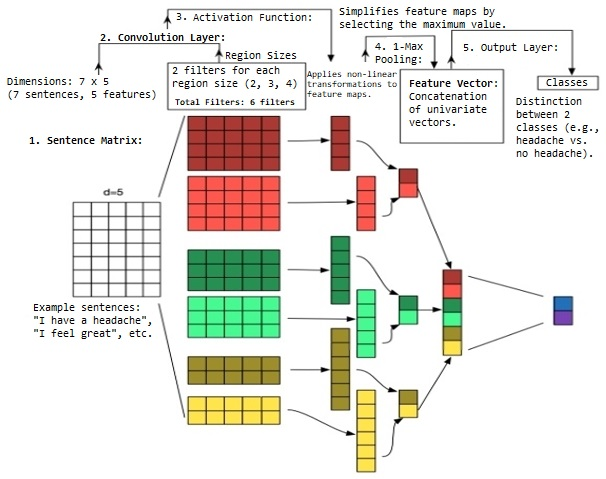 3. Activation Function:
Simplifies feature maps by
selecting the maximum value.
2. Convolution Layer:
4. 1-Max
Pooling:
5. Output Layer:
Region Sizes
Dimensions: 7 x 5
(7 sentences, 5 features)
2 filters for each
region size (2, 3, 4)
Total Filters: 6 filters
Applies non-linear
transformations to
feature maps.
Feature Vector:
Concatenation
of univariate
vectors.
Classes
Distinction
between 2
classes (e.g.,
headache vs.
no headache).
1. Sentence Matrix:
d=5
Example sentences:
"I have a headache",
"I feel great", etc.